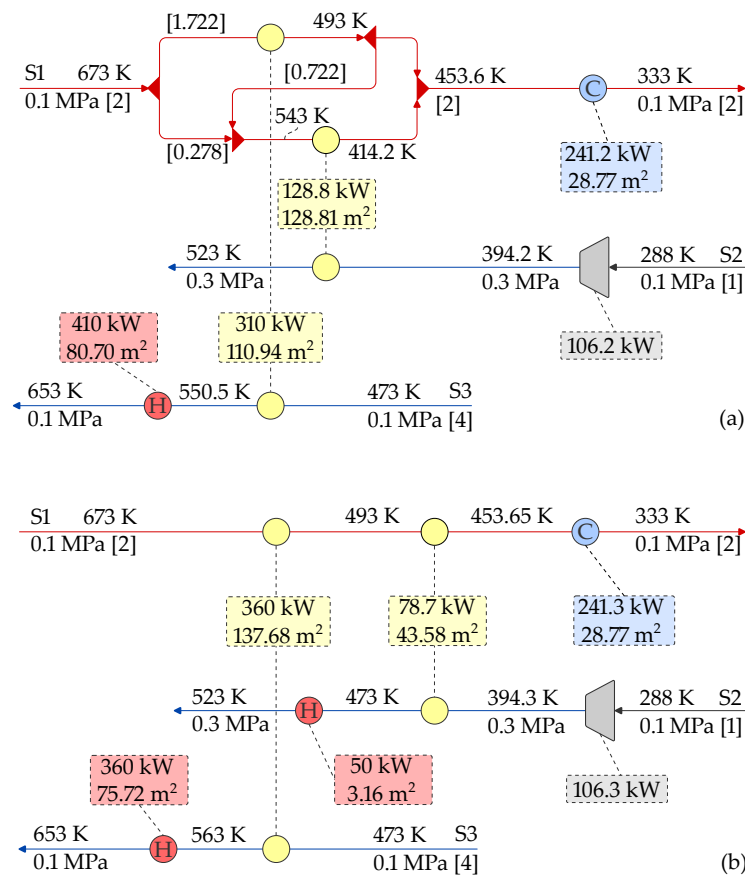 [1.722] 493 K
S1 673 K [0.722] 453.6 K C 333 K
0.1 MPa [2] [2] 0.1 MPa [2]
543 K
[0.278] 414.2 K
241.2 kW
28.77 m²
128.8 kW
128.81 m²
523 K 394.2 K 288 K S2
0.3 MPa 0.3 MPa 0.1 MPa [1]
410 kW
80.70 m²
310 kW
110.94 m²
106.2 kW
653 K H 550.5 K 473 K S3
0.1 MPa 0.1 MPa [4]
(a)
S1 673 K 493 K 453.65 K C 333 K
0.1 MPa [2] 0.1 MPa [2]
360 kW
137.68 m²
78.7 kW
43.58 m²
241.3 kW
28.77 m²
523 K H 473 K 394.3 K 288 K S2
0.3 MPa 0.3 MPa 0.1 MPa [1]
360 kW
75.72 m²
50 kW
3.16 m²
106.3 kW
653 K H 563 K 473 K S3
0.1 MPa 0.1 MPa [4]
(b)